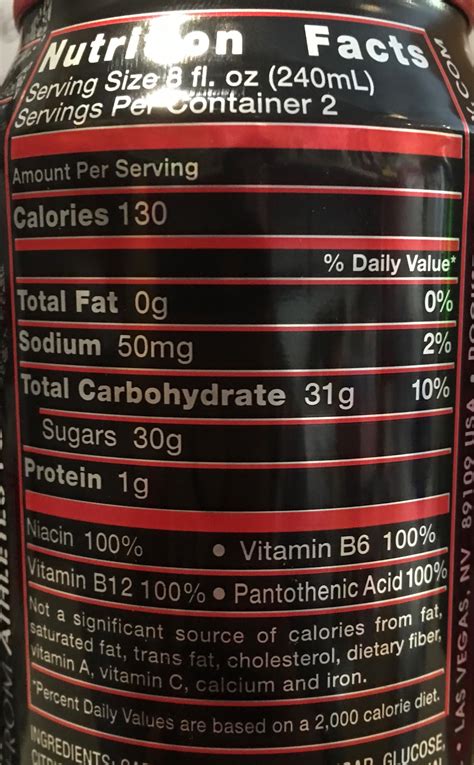 Nutrition Facts
Serving Size 8 fl. oz (240mL)
Servings Per Container 2
Amount Per Serving
Calories 130
% Daily Value*
Total Fat 0g 0%
Sodium 50mg 2%
Total Carbohydrate 31g 10%
Sugars 30g
Protein 1g
Niacin 100% • Vitamin B6 100%
Vitamin B12 100% • Pantothenic Acid 100%
Not a significant source of calories from fat,
saturated fat, trans fat, cholesterol, dietary fiber,
vitamin A, vitamin C, calcium and iron.
*Percent Daily Values are based on a 2,000 calorie diet.
INGREDIENTS: GLUCOSE,
LAS VEGAS, NV 89109 USA
.COM
ATHLETES